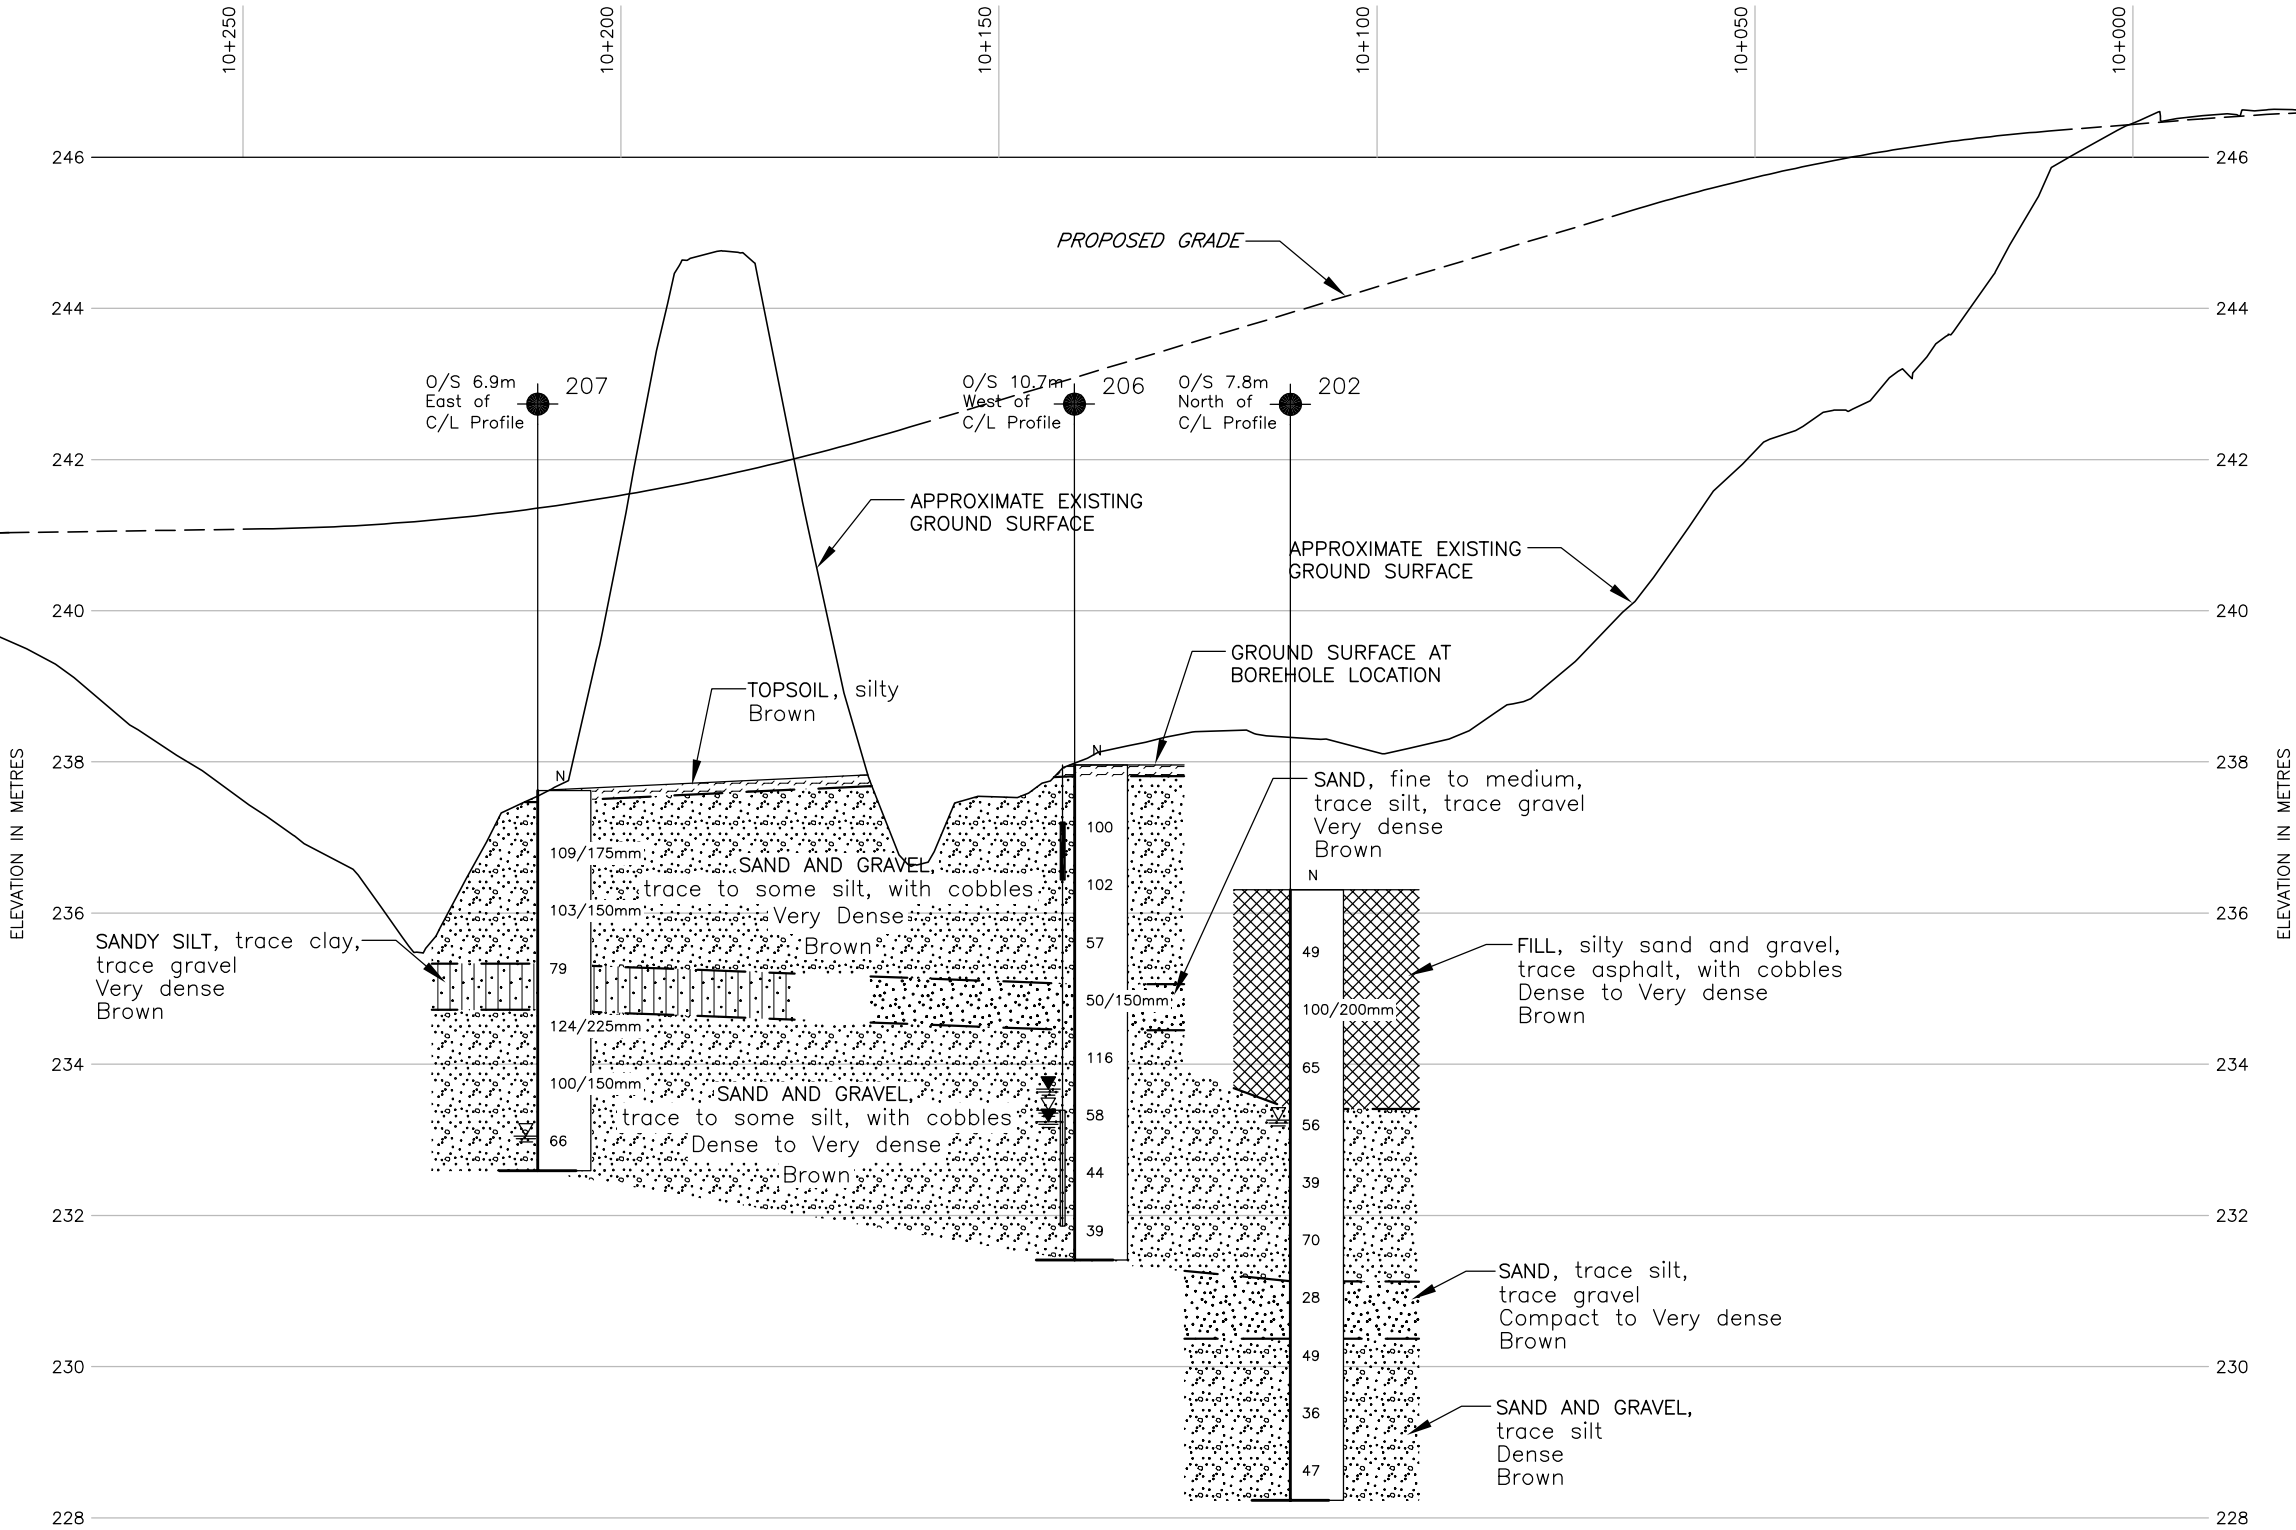 10+250
10+200
10+150
10+100
10+050
10+000
246
246
PROPOSED GRADE
244
244
O/S 6.9m
East of
C/L Profile
207
O/S 10.7m
West of
C/L Profile
206
O/S 7.8m
North of
C/L Profile
202
242
242
APPROXIMATE EXISTING
GROUND SURFACE
APPROXIMATE EXISTING
GROUND SURFACE
240
240
GROUND SURFACE AT
BOREHOLE LOCATION
TOPSOIL, silty
Brown
238
238
ELEVATION IN METRES
ELEVATION IN METRES
N
N
N
SAND, fine to medium,
trace silt, trace gravel
Very dense
Brown
SAND AND GRAVEL,
trace to some silt, with cobbles
Very Dense
Brown
236
236
SANDY SILT, trace clay,
trace gravel
Very dense
Brown
FILL, silty sand and gravel,
trace asphalt, with cobbles
Dense to Very dense
Brown
109/175mm
103/150mm
79
124/225mm
100/150mm
66
100
102
57
50/150mm
116
58
44
39
49
100/200mm
65
56
39
70
28
49
36
47
234
234
SAND AND GRAVEL,
trace to some silt, with cobbles
Dense to Very dense
Brown
232
232
SAND, trace silt,
trace gravel
Compact to Very dense
Brown
230
230
SAND AND GRAVEL,
trace silt
Dense
Brown
228
228